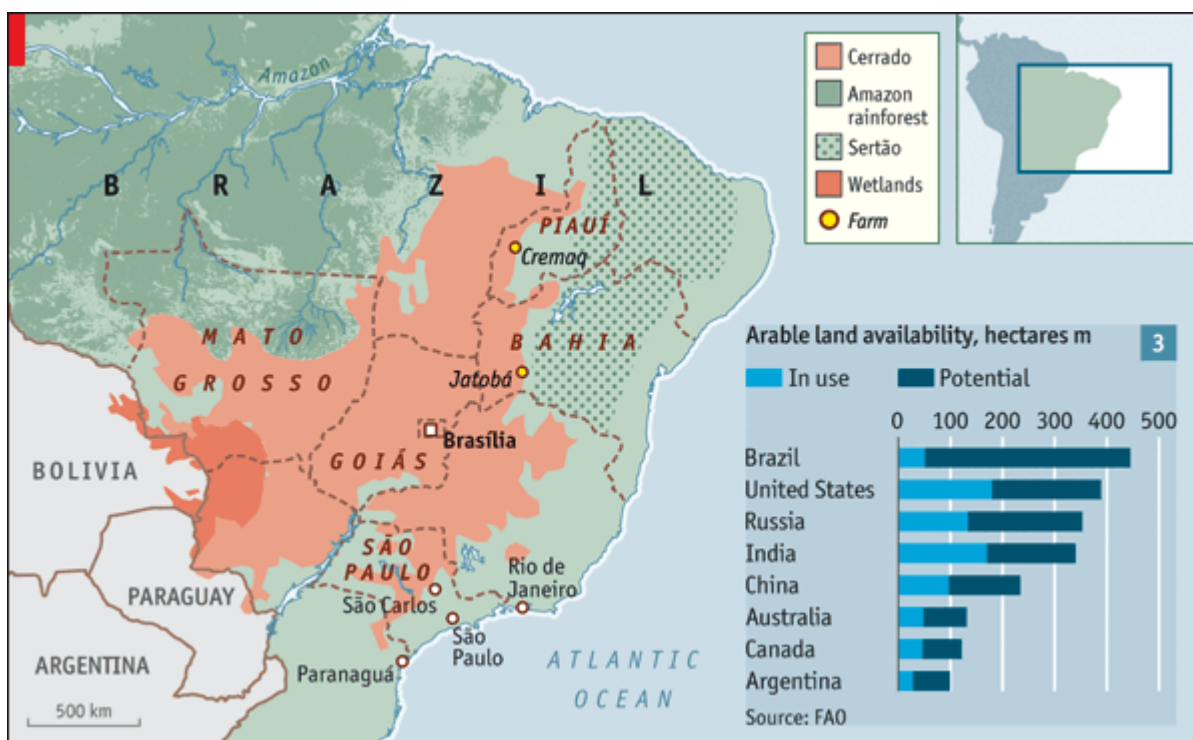 Amazon
BRAZIL
PIAUÍ
Cremaq
MATO
GROSSO
BAHIA
Jatobá
Brasília
GOIÁS
BOLIVIA
SÃO
PAULO
PARAGUAY
São Carlos
Rio de
Janeiro
São
Paulo
ARGENTINA
Paranaguá
ATLANTIC
OCEAN
500 km
Cerrado
Amazon
rainforest
Sertão
Wetlands
Farm
Arable land availability, hectares m
3
In use
Potential
0 100 200 300 400 500
Brazil
United States
Russia
India
China
Australia
Canada
Argentina
Source: FAO